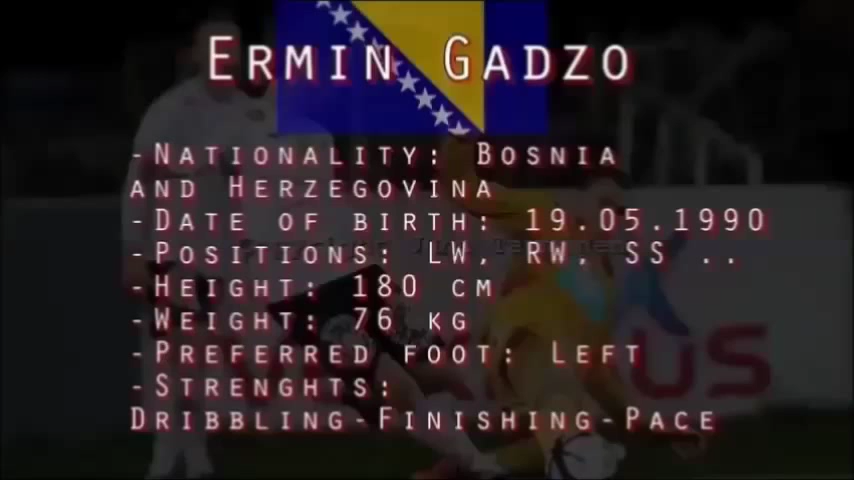 Ermin Gadzo
-Nationality: Bosnia
and Herzegovina
-Date of birth: 19.05.1990
-Positions: LW, RW, SS ..
-Height: 180 cm
-Weight: 76 kg
-Preferred foot: Left
-Strenghts:
Dribbling-Finishing-Pace